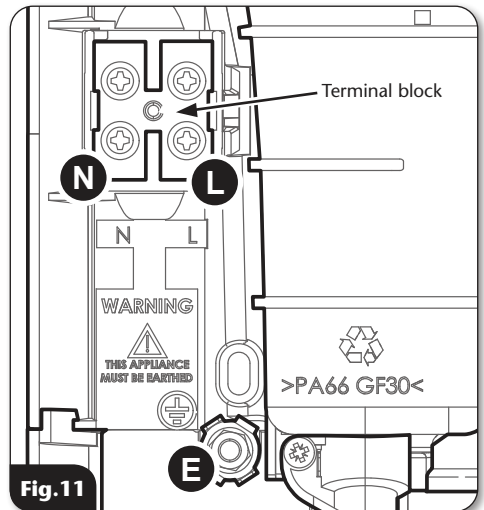 Terminal block
N
L
N L
WARNING
THIS APPLIANCE
MUST BE EARTHED
>PA66 GF30<
E
Fig.11